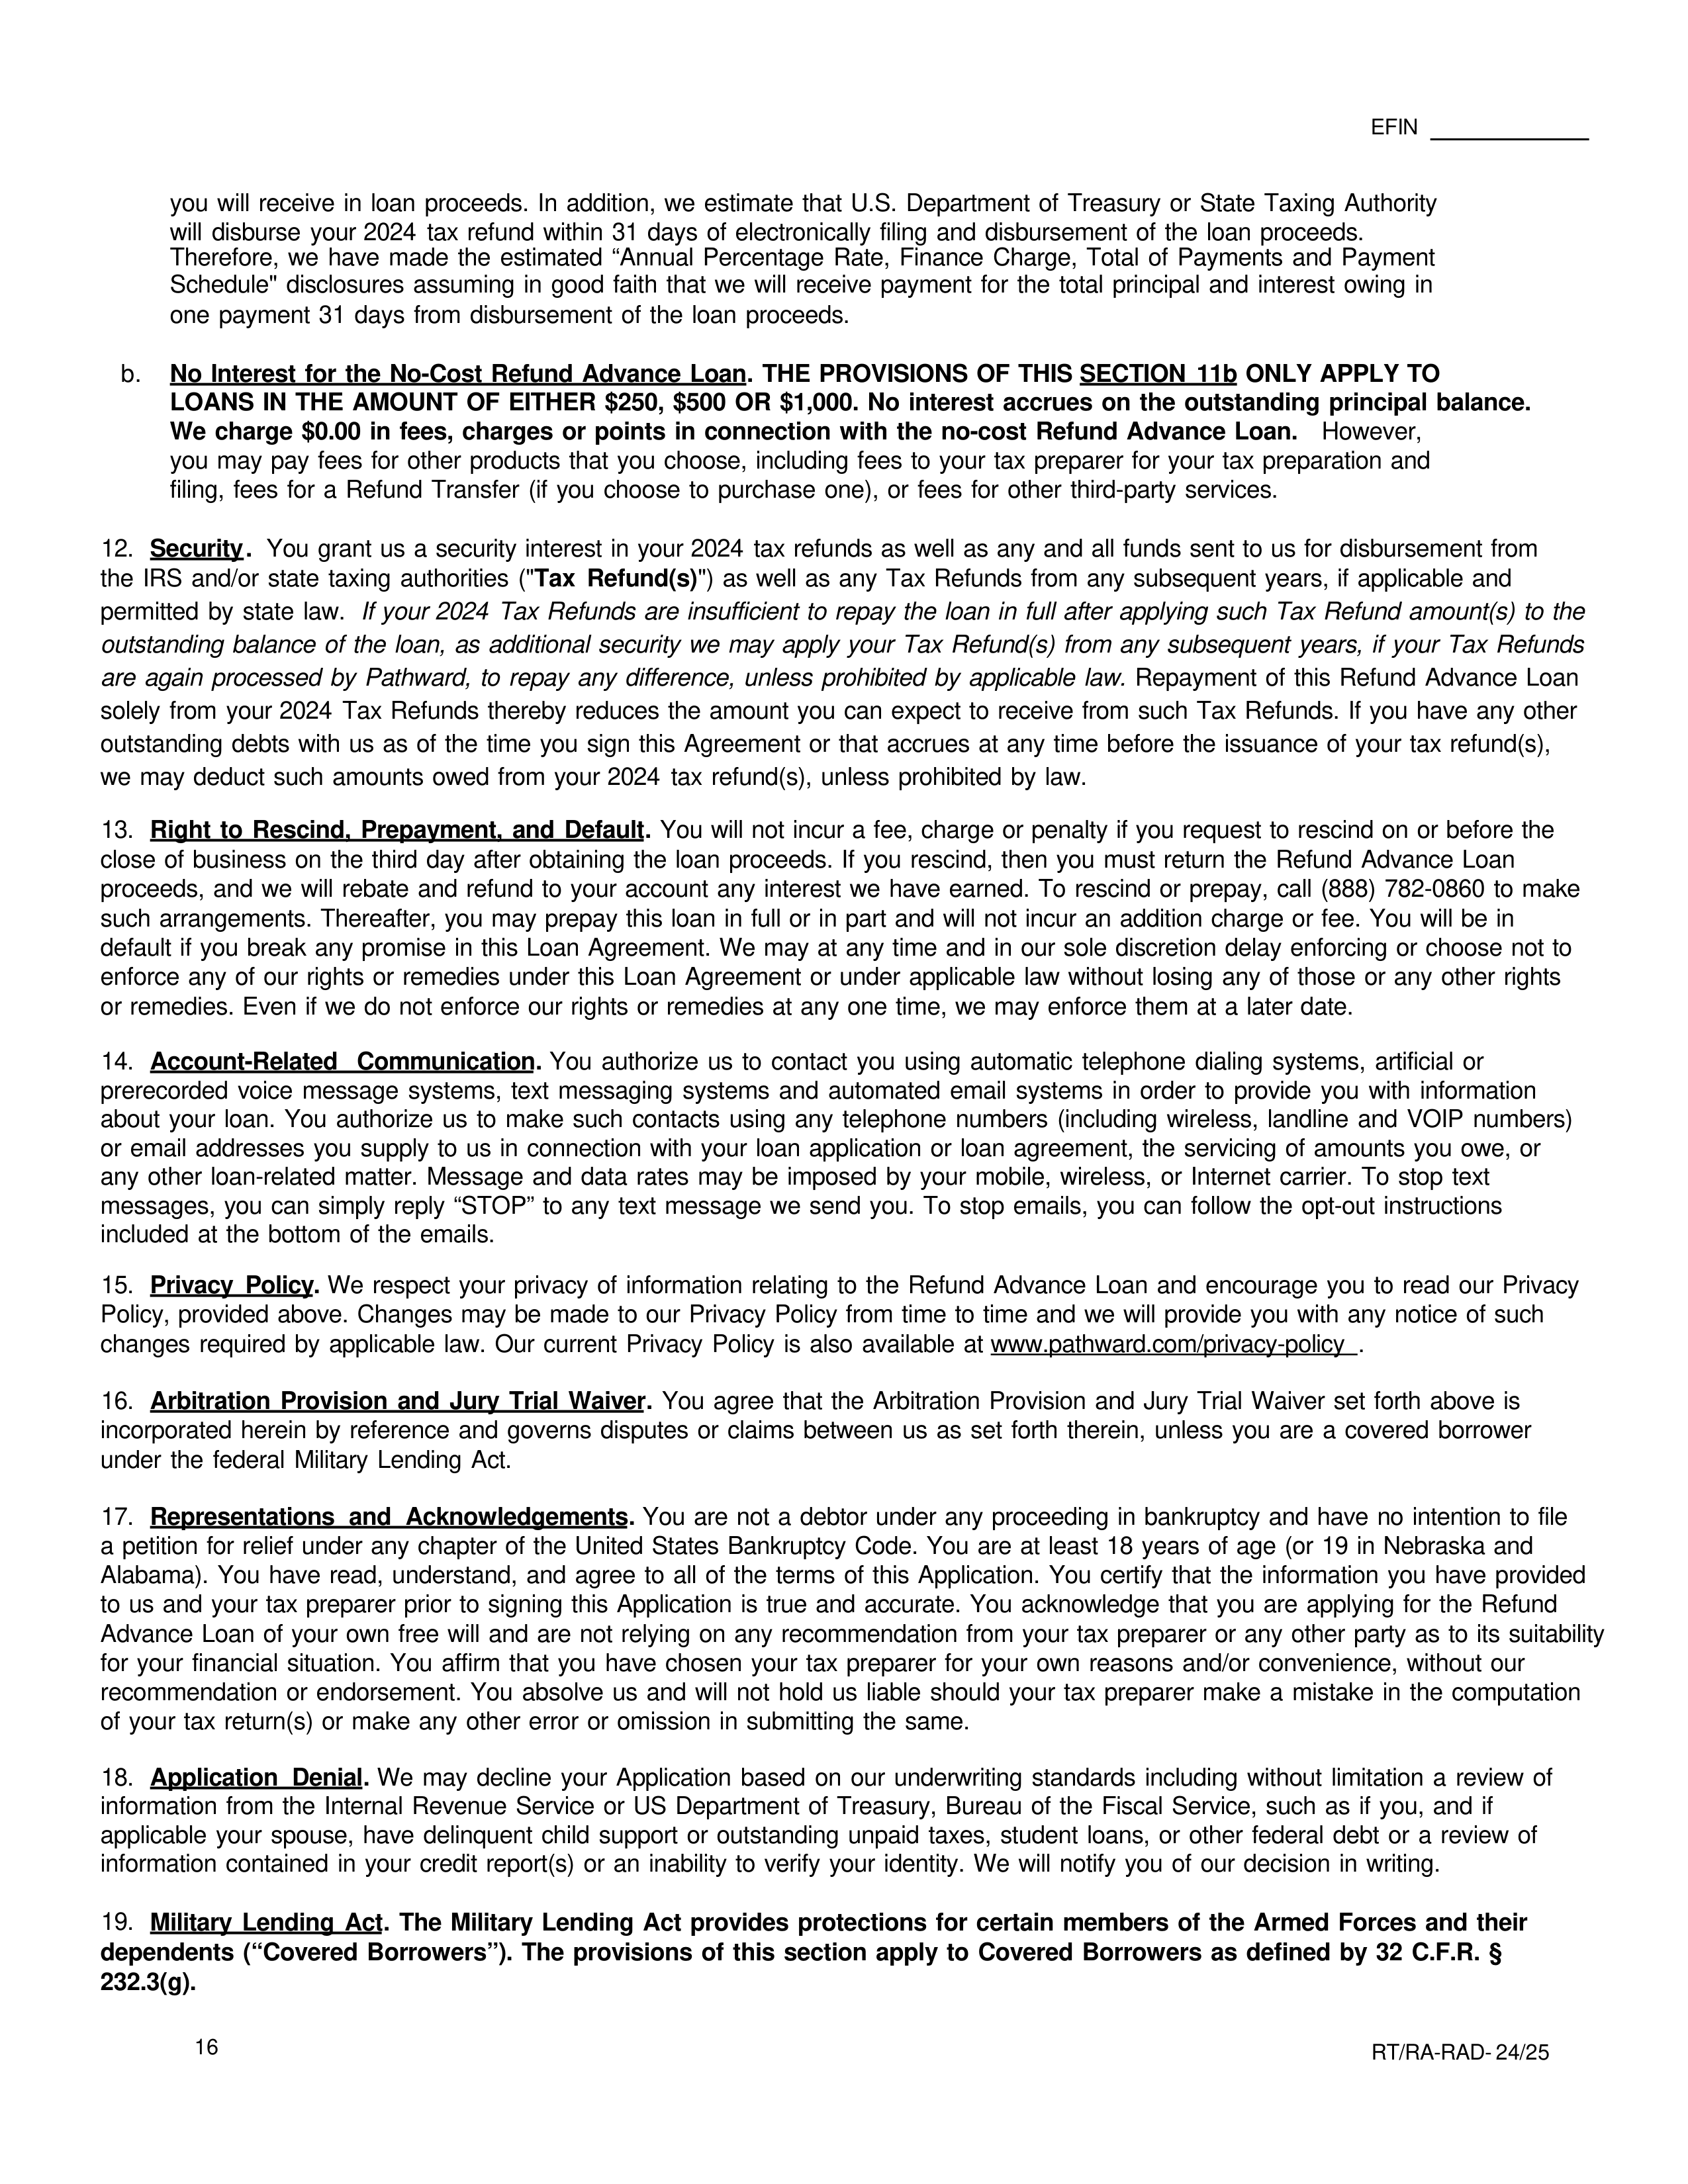 EFIN ____________
you will receive in loan proceeds. In addition, we estimate that U.S. Department of Treasury or State Taxing Authority
will disburse your 2024 tax refund within 31 days of electronically filing and disbursement of the loan proceeds.
Therefore, we have made the estimated “Annual Percentage Rate, Finance Charge, Total of Payments and Payment
Schedule" disclosures assuming in good faith that we will receive payment for the total principal and interest owing in
one payment 31 days from disbursement of the loan proceeds.
b. No Interest for the No-Cost Refund Advance Loan. THE PROVISIONS OF THIS SECTION 11b ONLY APPLY TO
LOANS IN THE AMOUNT OF EITHER $250, $500 OR $1,000. No interest accrues on the outstanding principal balance.
We charge $0.00 in fees, charges or points in connection with the no-cost Refund Advance Loan. However,
you may pay fees for other products that you choose, including fees to your tax preparer for your tax preparation and
filing, fees for a Refund Transfer (if you choose to purchase one), or fees for other third-party services.
12. Security. You grant us a security interest in your 2024 tax refunds as well as any and all funds sent to us for disbursement from
the IRS and/or state taxing authorities ("Tax Refund(s)") as well as any Tax Refunds from any subsequent years, if applicable and
permitted by state law. If your 2024 Tax Refunds are insufficient to repay the loan in full after applying such Tax Refund amount(s) to the
outstanding balance of the loan, as additional security we may apply your Tax Refund(s) from any subsequent years, if your Tax Refunds
are again processed by Pathward, to repay any difference, unless prohibited by applicable law. Repayment of this Refund Advance Loan
solely from your 2024 Tax Refunds thereby reduces the amount you can expect to receive from such Tax Refunds. If you have any other
outstanding debts with us as of the time you sign this Agreement or that accrues at any time before the issuance of your tax refund(s),
we may deduct such amounts owed from your 2024 tax refund(s), unless prohibited by law.
13. Right to Rescind, Prepayment, and Default. You will not incur a fee, charge or penalty if you request to rescind on or before the
close of business on the third day after obtaining the loan proceeds. If you rescind, then you must return the Refund Advance Loan
proceeds, and we will rebate and refund to your account any interest we have earned. To rescind or prepay, call (888) 782-0860 to make
such arrangements. Thereafter, you may prepay this loan in full or in part and will not incur an addition charge or fee. You will be in
default if you break any promise in this Loan Agreement. We may at any time and in our sole discretion delay enforcing or choose not to
enforce any of our rights or remedies under this Loan Agreement or under applicable law without losing any of those or any other rights
or remedies. Even if we do not enforce our rights or remedies at any one time, we may enforce them at a later date.
14. Account-Related Communication. You authorize us to contact you using automatic telephone dialing systems, artificial or
prerecorded voice message systems, text messaging systems and automated email systems in order to provide you with information
about your loan. You authorize us to make such contacts using any telephone numbers (including wireless, landline and VOIP numbers)
or email addresses you supply to us in connection with your loan application or loan agreement, the servicing of amounts you owe, or
any other loan-related matter. Message and data rates may be imposed by your mobile, wireless, or Internet carrier. To stop text
messages, you can simply reply “STOP” to any text message we send you. To stop emails, you can follow the opt-out instructions
included at the bottom of the emails.
15. Privacy Policy. We respect your privacy of information relating to the Refund Advance Loan and encourage you to read our Privacy
Policy, provided above. Changes may be made to our Privacy Policy from time to time and we will provide you with any notice of such
changes required by applicable law. Our current Privacy Policy is also available at www.pathward.com/privacy-policy .
16. Arbitration Provision and Jury Trial Waiver. You agree that the Arbitration Provision and Jury Trial Waiver set forth above is
incorporated herein by reference and governs disputes or claims between us as set forth therein, unless you are a covered borrower
under the federal Military Lending Act.
17. Representations and Acknowledgements. You are not a debtor under any proceeding in bankruptcy and have no intention to file
a petition for relief under any chapter of the United States Bankruptcy Code. You are at least 18 years of age (or 19 in Nebraska and
Alabama). You have read, understand, and agree to all of the terms of this Application. You certify that the information you have provided
to us and your tax preparer prior to signing this Application is true and accurate. You acknowledge that you are applying for the Refund
Advance Loan of your own free will and are not relying on any recommendation from your tax preparer or any other party as to its suitability
for your financial situation. You affirm that you have chosen your tax preparer for your own reasons and/or convenience, without our
recommendation or endorsement. You absolve us and will not hold us liable should your tax preparer make a mistake in the computation
of your tax return(s) or make any other error or omission in submitting the same.
18. Application Denial. We may decline your Application based on our underwriting standards including without limitation a review of
information from the Internal Revenue Service or US Department of Treasury, Bureau of the Fiscal Service, such as if you, and if
applicable your spouse, have delinquent child support or outstanding unpaid taxes, student loans, or other federal debt or a review of
information contained in your credit report(s) or an inability to verify your identity. We will notify you of our decision in writing.
19. Military Lending Act. The Military Lending Act provides protections for certain members of the Armed Forces and their
dependents (“Covered Borrowers”). The provisions of this section apply to Covered Borrowers as defined by 32 C.F.R. §
232.3(g).
16
RT/RA-RAD- 24/25